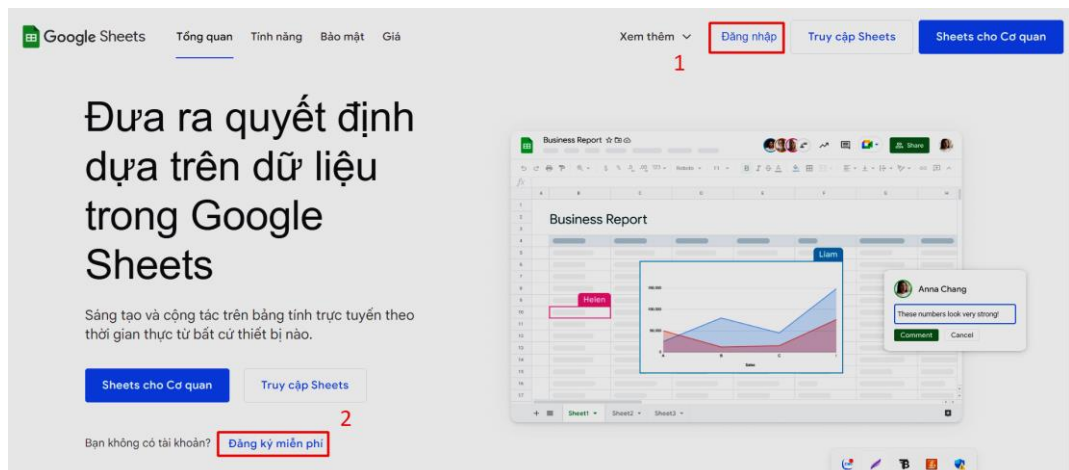 Google Sheets Tổng quan Tính năng Bảo mật Giá Xem thêm Đăng nhập Truy cập Sheets Sheets cho Cơ quan
1
Đưa ra quyết định
dựa trên dữ liệu
trong Google
Sheets
Sáng tạo và cộng tác trên bảng tính trực tuyến theo
thời gian thực từ bất cứ thiết bị nào.
Sheets cho Cơ quan Truy cập Sheets
2
Bạn không có tài khoản? Đăng ký miễn phí
Business Report
Share
Business Report
Liam
Helen
Anna Chang
These numbers look very strong!
Comment Cancel
Sheet1 Sheet2 Sheet3